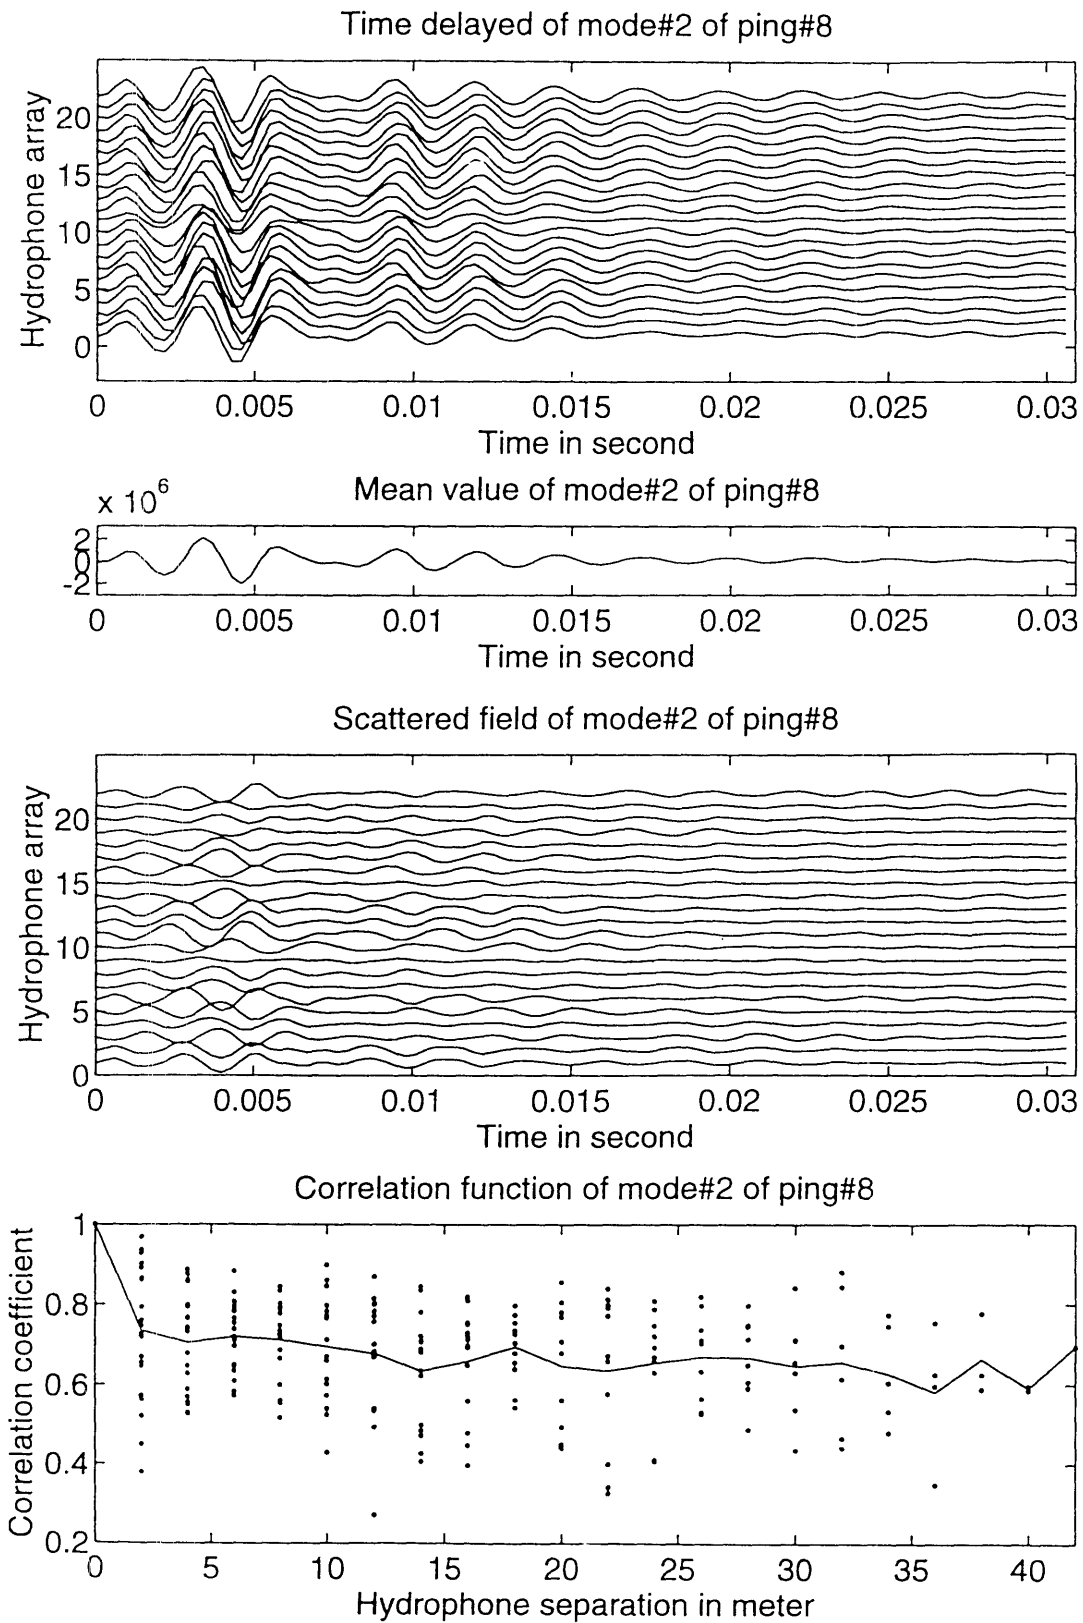 Time delayed of mode#2 of ping#8
Hydrophone array
20
15
10
5
0
0 0.005 0.01 0.015 0.02 0.025 0.03
Time in second
x 10^6
Mean value of mode#2 of ping#8
2
0
-2
0 0.005 0.01 0.015 0.02 0.025 0.03
Time in second
Scattered field of mode#2 of ping#8
Hydrophone array
20
15
10
5
0
0 0.005 0.01 0.015 0.02 0.025 0.03
Time in second
Correlation function of mode#2 of ping#8
Correlation coefficient
1
0.8
0.6
0.4
0.2
0 5 10 15 20 25 30 35 40
Hydrophone separation in meter